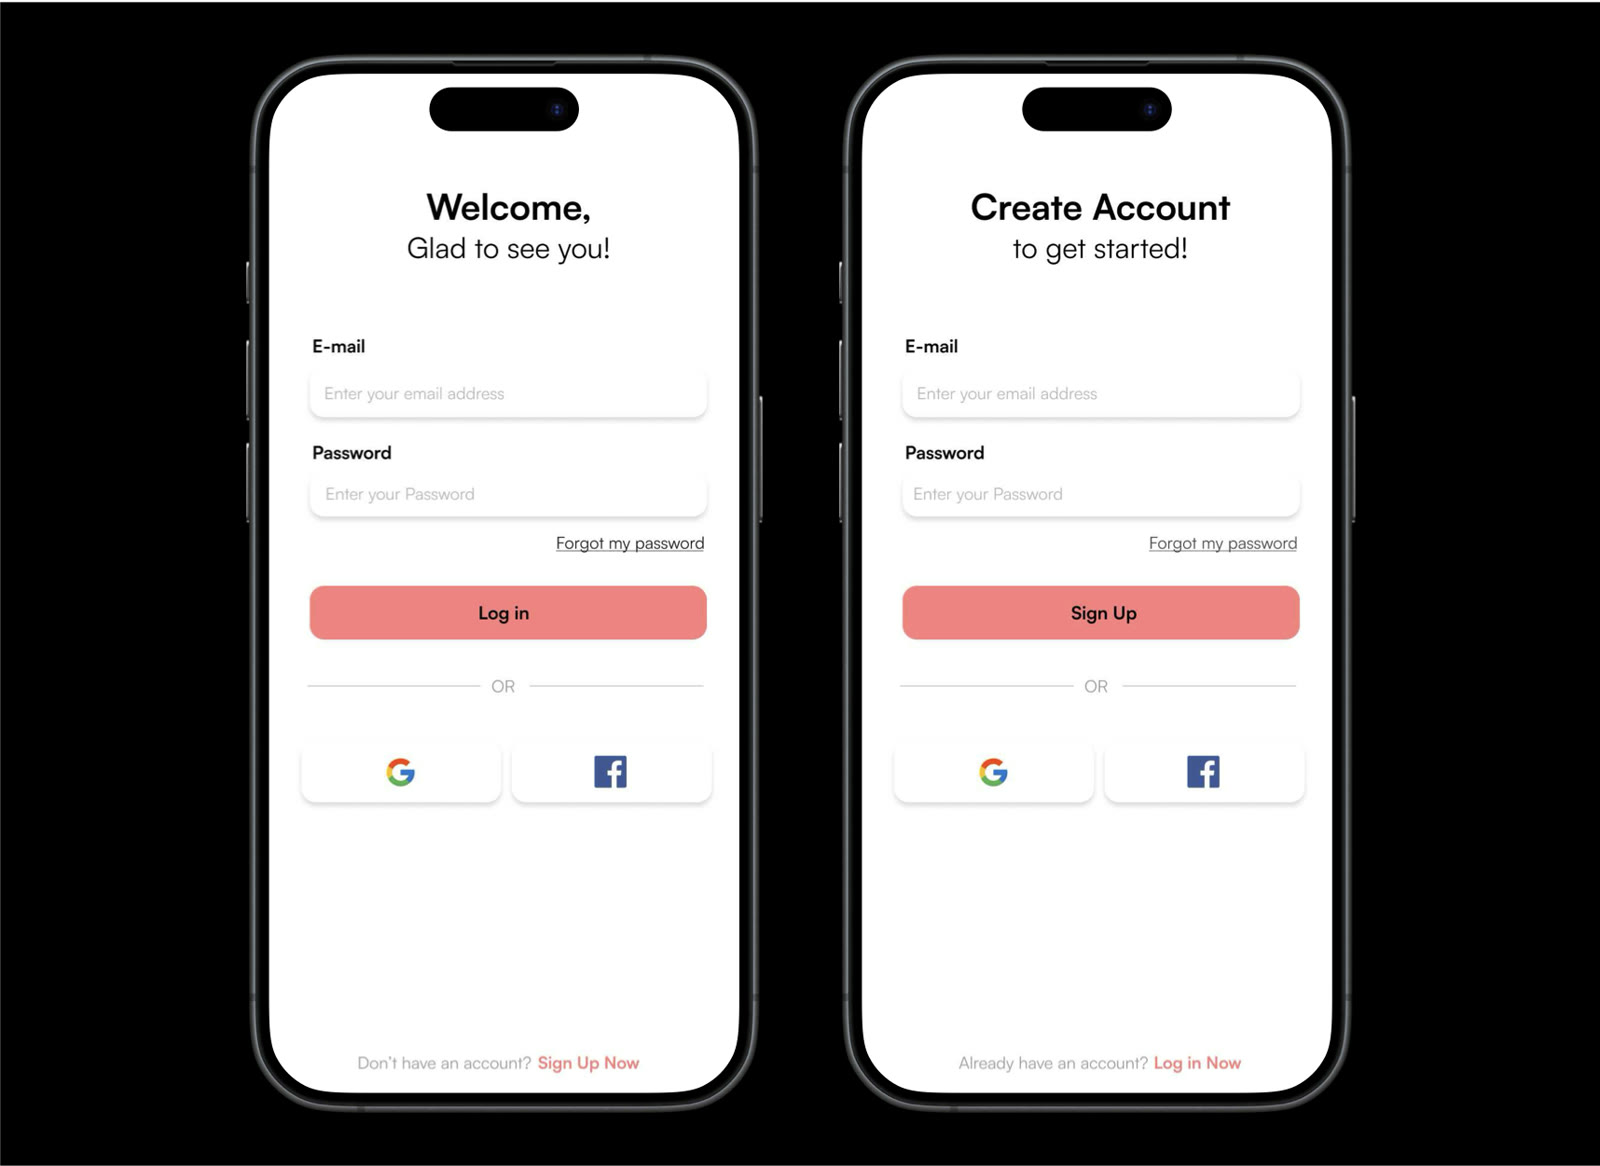 Welcome,
Glad to see you!
E-mail
Enter your email address
Password
Enter your Password
Forgot my password
Log in
OR
Don't have an account? Sign Up Now
Create Account
to get started!
E-mail
Enter your email address
Password
Enter your Password
Forgot my password
Sign Up
OR
Already have an account? Log in Now